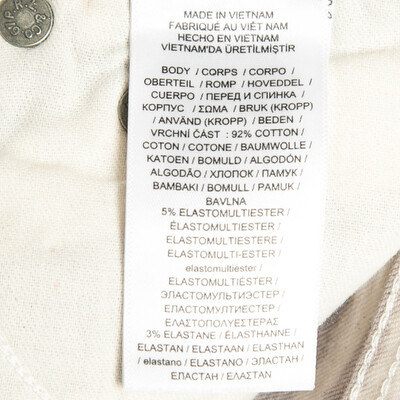 MADE IN VIETNAM
FABRIQUÉ AU VIÊT NAM
HECHO EN VIETNAM
VIETNAM'DA ÜRETİLMİŞTİR
BODY / CORPS / CORPO /
OBERTEIL / ROMP / HOVEDDEL /
CUERPO / ПЕРЕД И СПИНКА /
КОРПУС / ΣΩΜΑ / BRUK (KROPP)
/ ANVÄND (KROPP) / BEDEN /
VRCHNÍ ČÁST : 92% COTTON /
COTON / COTONE / BAUMWOLLE /
KATOEN / BOMULD / ALGODÓN /
ALGODÃO / ХЛОПОК / ПАМУК /
BAMBAKI / BOMULL / PAMUK /
BAVLNA
5% ELASTOMULTIESTER /
ÉLASTOMULTIESTER /
ELASTOMULTIESTERE /
ELASTOMULTI-ESTER /
elastomultiester /
ELASTOMULTIÉSTER /
ЭЛАСТОМУЛЬТИЭСТЕР /
ЕЛАСТОМУЛТИЕСТЕР /
ΕΛΑΣΤΟΠΟΛΥΕΣΤΕΡΑΣ
3% ELASTANE / ÉLASTHANNE /
ELASTAN / ELASTAAN / ELASTHAN
/ elastano / ELASTANO / ЭЛАСТАН /
ЕЛАСТАН / ΕΛΑΣΤΑΝ